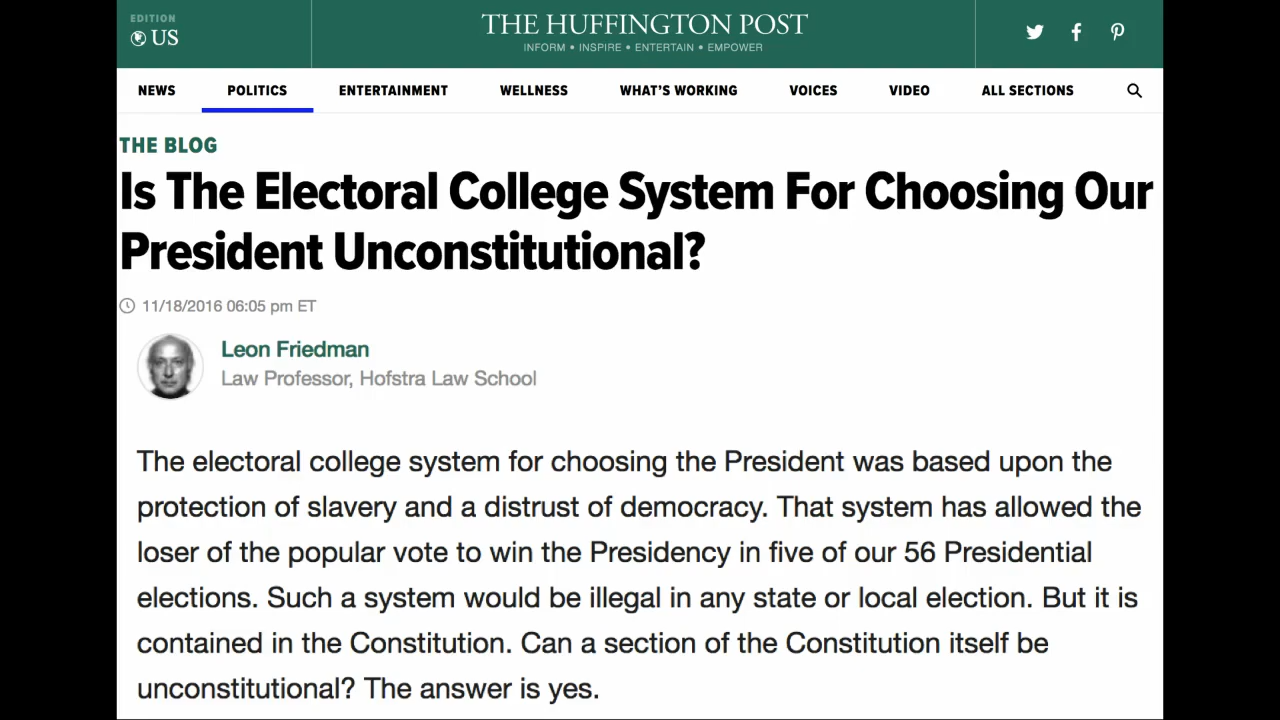 EDITION
US
THE HUFFINGTON POST
INFORM • INSPIRE • ENTERTAIN • EMPOWER
NEWS POLITICS ENTERTAINMENT WELLNESS WHAT'S WORKING VOICES VIDEO ALL SECTIONS
THE BLOG
Is The Electoral College System For Choosing Our
President Unconstitutional?
11/18/2016 06:05 pm ET
Leon Friedman
Law Professor, Hofstra Law School
The electoral college system for choosing the President was based upon the
protection of slavery and a distrust of democracy. That system has allowed the
loser of the popular vote to win the Presidency in five of our 56 Presidential
elections. Such a system would be illegal in any state or local election. But it is
contained in the Constitution. Can a section of the Constitution itself be
unconstitutional? The answer is yes.